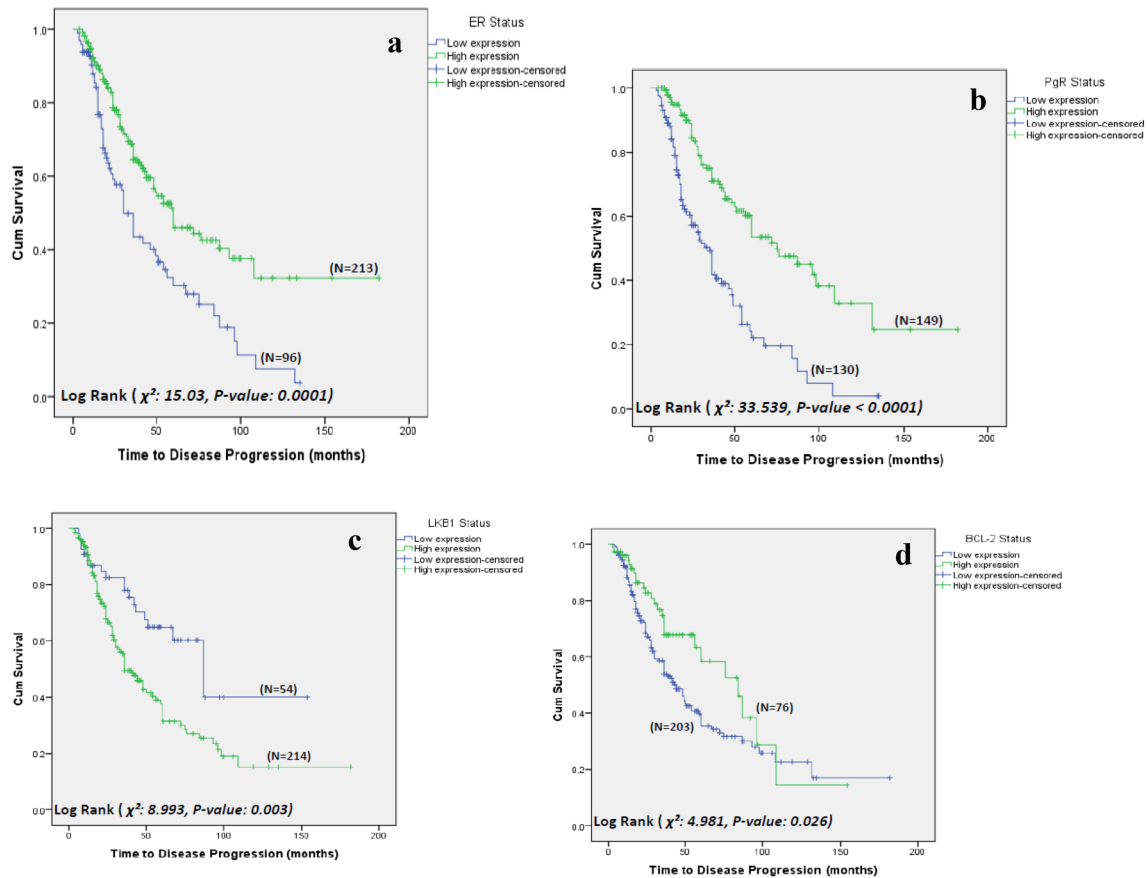 a
ER Status
Low expression
High expression
Low expression-censored
High expression-censored
Cum Survival
1.0
0.8
0.6
0.4
0.2
0.0
(N=213)
(N=96)
Log Rank ( χ²: 15.03, P-value: 0.0001)
0 50 100 150 200
Time to Disease Progression (months)
b
PgR Status
Low expression
High expression
Low expression-censored
High expression-censored
Cum Survival
1.0
0.8
0.6
0.4
0.2
0.0
(N=149)
(N=130)
Log Rank ( χ²: 33.539, P-value < 0.0001)
0 50 100 150 200
Time to Disease Progression (months)
c
LKB1 Status
Low expression
High expression
Low expression-censored
High expression-censored
Cum Survival
1.0
0.8
0.6
0.4
0.2
0.0
(N=54)
(N=214)
Log Rank ( χ²: 8.993, P-value: 0.003)
0 50 100 150 200
Time to Disease Progression (months)
d
BCL-2 Status
Low expression
High expression
Low expression-censored
High expression-censored
Cum Survival
1.0
0.8
0.6
0.4
0.2
0.0
(N=76)
(N=203)
Log Rank ( χ²: 4.981, P-value: 0.026)
0 50 100 150 200
Time to Disease Progression (months)